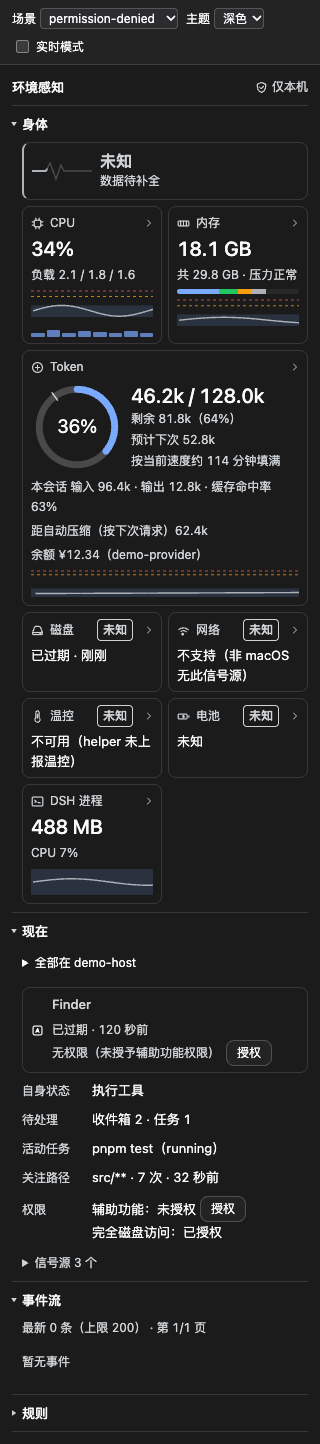 场景 permission-denied 主题 深色
实时模式
环境感知 仅本机
身体
未知
数据待补全
CPU
34%
负载 2.1 / 1.8 / 1.6
内存
18.1 GB
共 29.8 GB · 压力正常
Token
36%
46.2k / 128.0k
剩余 81.8k（64%）
预计下次 52.8k
按当前速度约 114 分钟填满
本会话 输入 96.4k · 输出 12.8k · 缓存命中率
63%
距自动压缩（按下次请求）62.4k
余额 ¥12.34（demo-provider）
磁盘 未知
已过期 · 刚刚
网络 未知
不支持（非 macOS
无此信号源）
温控 未知
不可用（helper 未上
报温控）
电池 未知
未知
DSH 进程
488 MB
CPU 7%
现在
全部在 demo-host
Finder
已过期 · 120 秒前
无权限（未授予辅助功能权限） 授权
自身状态 执行工具
待处理 收件箱 2 · 任务 1
活动任务 pnpm test（running）
关注路径 src/** · 7 次 · 32 秒前
权限 辅助功能：未授权 授权
完全磁盘访问：已授权
信号源 3 个
事件流
最新 0 条（上限 200） · 第 1/1 页
暂无事件
规则